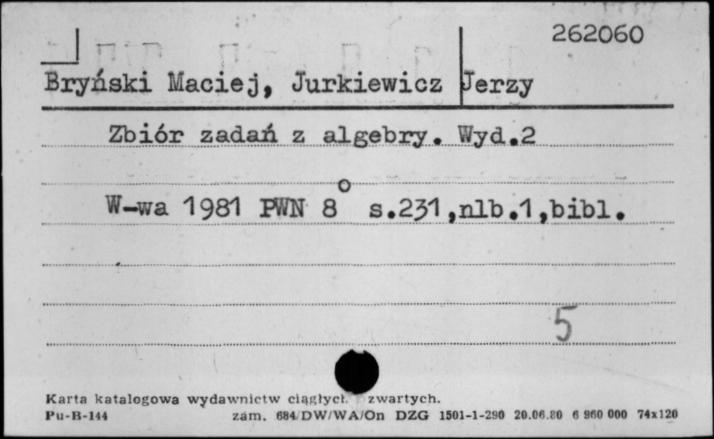 262060
Bryński Maciej, Jurkiewicz Jerzy
Zbiór zadań z algebry. Wyd.2
W-wa 1981 PWN 8° s.231,nlb.1,bibl.
5
Karta katalogowa wydawnictw ciągłych zwartych.
Pu-B-144 zam. 684/DW/WA/On DZG 1501-1-290 20.06.80 6 960 000 74x120